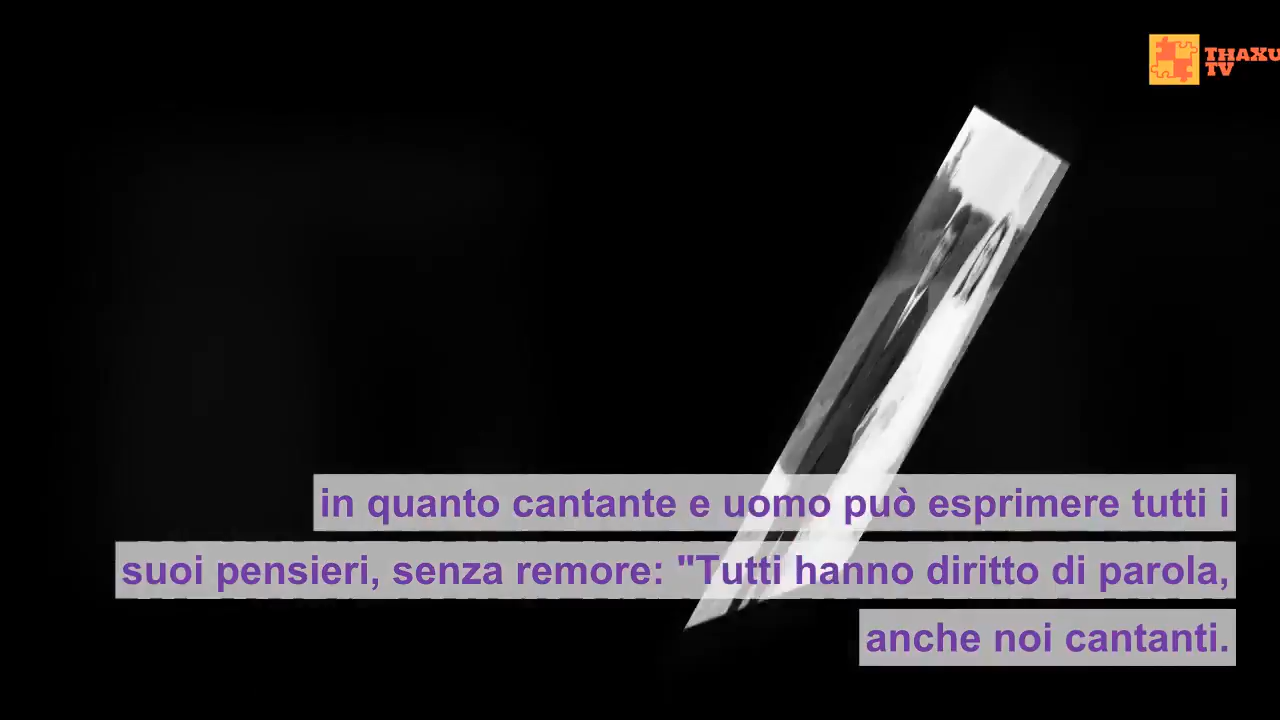 THAXU
TV
in quanto cantante e uomo può esprimere tutti i
suoi pensieri, senza remore: "Tutti hanno diritto di parola,
anche noi cantanti.